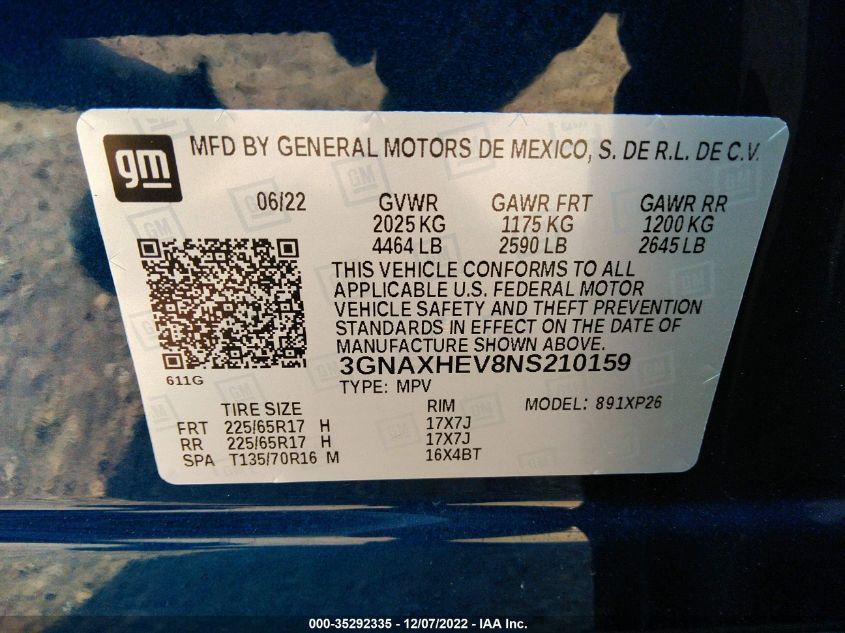 gm
MFD BY GENERAL MOTORS DE MEXICO, S. DE R.L. DE C.V.
06/22 GVWR GAWR FRT GAWR RR
2025 KG 1175 KG 1200 KG
4464 LB 2590 LB 2645 LB
THIS VEHICLE CONFORMS TO ALL
APPLICABLE U.S. FEDERAL MOTOR
VEHICLE SAFETY AND THEFT PREVENTION
STANDARDS IN EFFECT ON THE DATE OF
MANUFACTURE SHOWN ABOVE.
3GNAXHEV8NS210159
611G TYPE: MPV
TIRE SIZE RIM MODEL: 891XP26
FRT 225/65R17 H 17X7J
RR 225/65R17 H 17X7J
SPA T135/70R16 M 16X4BT
000-35292335 - 12/07/2022 - IAA Inc.